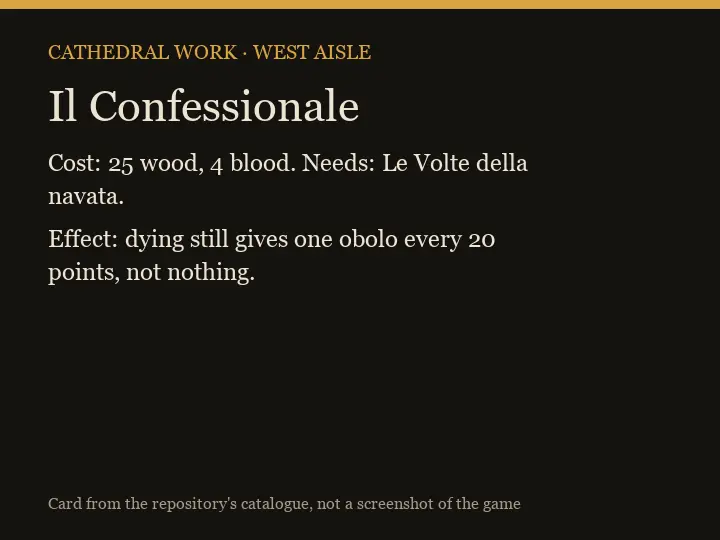 CATHEDRAL WORK · WEST AISLE
Il Confessionale
Cost: 25 wood, 4 blood. Needs: Le Volte della
navata.
Effect: dying still gives one obolo every 20
points, not nothing.
Card from the repository's catalogue, not a screenshot of the game